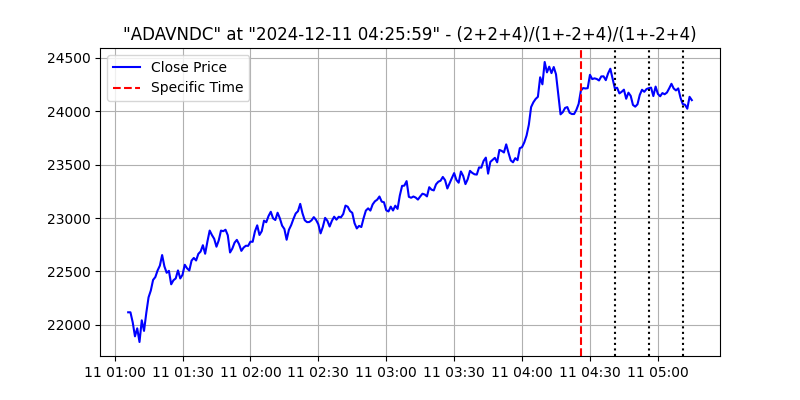 "ADAVNDC" at "2024-12-11 04:25:59" - (2+2+4)/(1+-2+4)/(1+-2+4)
Close Price
Specific Time
24500
24000
23500
23000
22500
22000
11 01:00 11 01:30 11 02:00 11 02:30 11 03:00 11 03:30 11 04:00 11 04:30 11 05:00